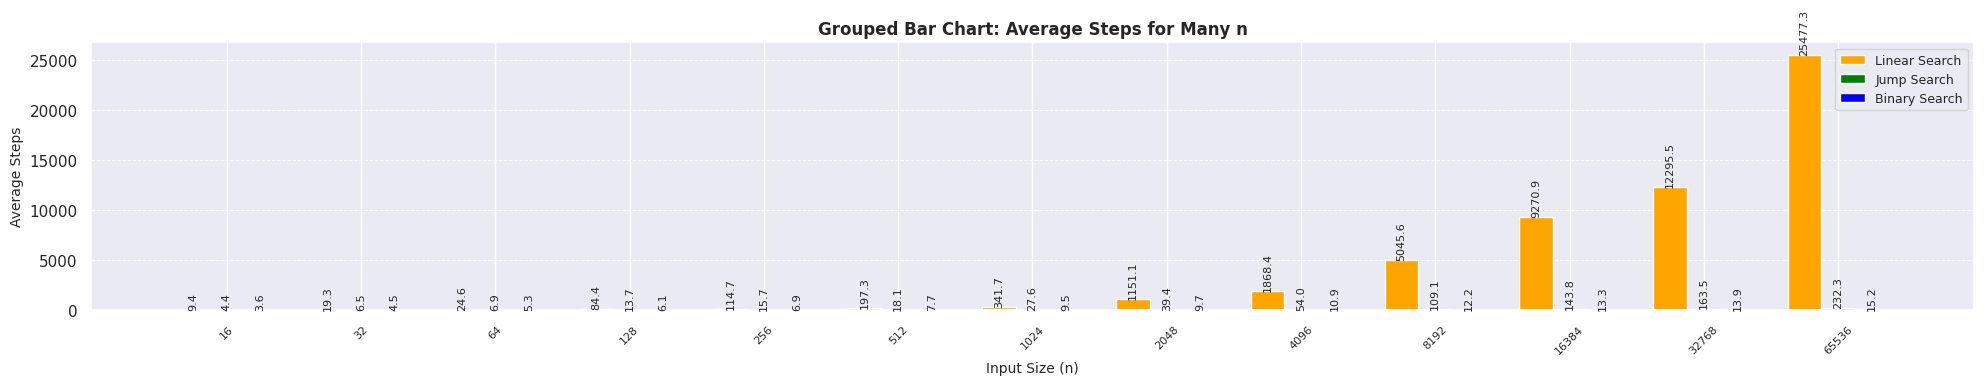 Grouped Bar Chart: Average Steps for Many n
Average Steps
25000
20000
15000
10000
5000
0
Linear Search
Jump Search
Binary Search
9.4 4.4 3.6
19.3 6.5 4.5
24.6 6.9 5.3
84.4 13.7 6.1
114.7 15.7 6.9
197.3 18.1 7.7
341.7 27.6 9.5
1151.1 39.4 9.7
1868.4 54.0 10.9
5045.6 109.1 12.2
9270.9 143.8 13.3
12295.5 163.5 13.9
25477.3 232.3 15.2
16 32 64 128 256 512 1024 2048 4096 8192 16384 32768 65536
Input Size (n)